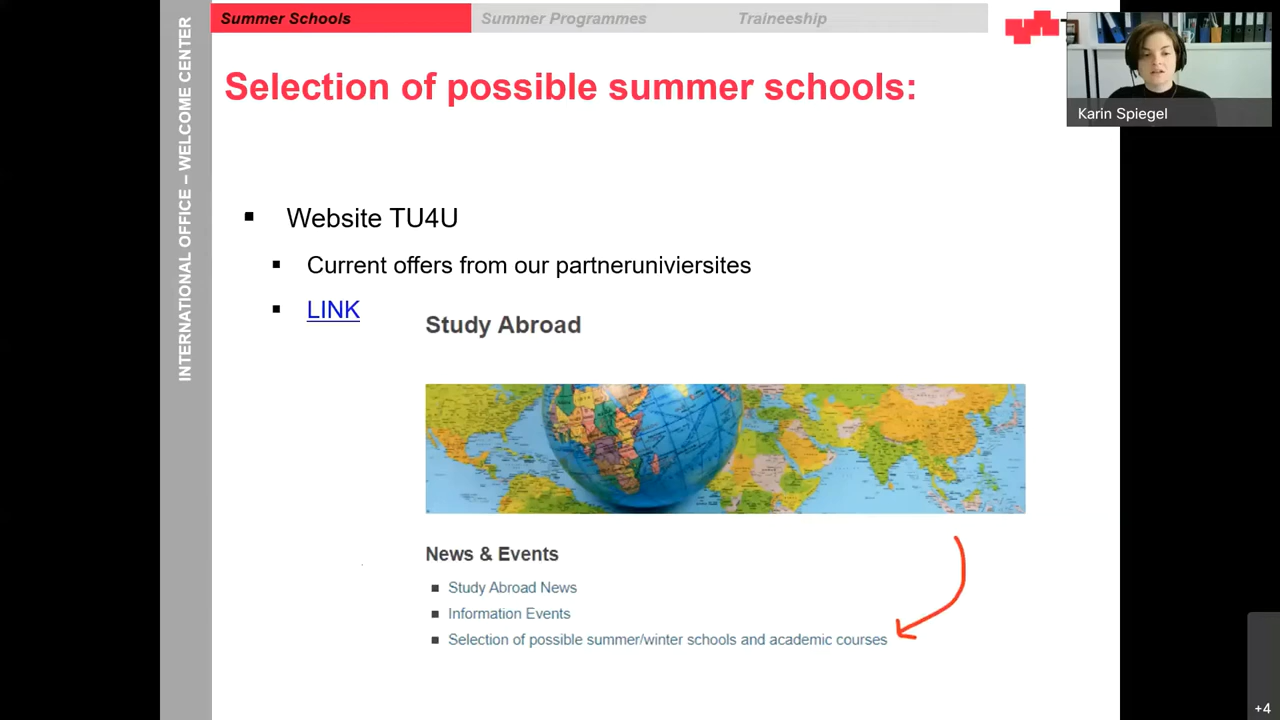 Summer Schools
Summer Programmes
Traineeship
INTERNATIONAL OFFICE – WELCOME CENTER
Selection of possible summer schools:
Karin Spiegel
Website TU4U
Current offers from our partneruniviersites
LINK
Study Abroad
News & Events
Study Abroad News
Information Events
Selection of possible summer/winter schools and academic courses
+4